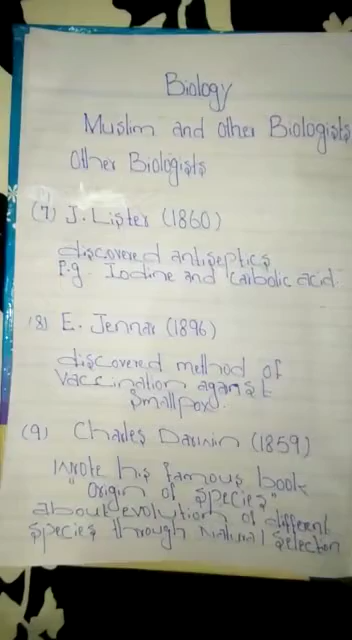 Biology
Muslim and other Biologists
Other Biologists
(7) J. Lister (1860)
discovered antiseptics
e.g. Iodine and Carbolic acid.
(8) E. Jennar (1896)
discovered method of
vaccination against
Smallpox.
(9) Charles Darwin (1859)
Wrote his famous book
"Origin of Species"
about evolution of different
species through Natural Selection